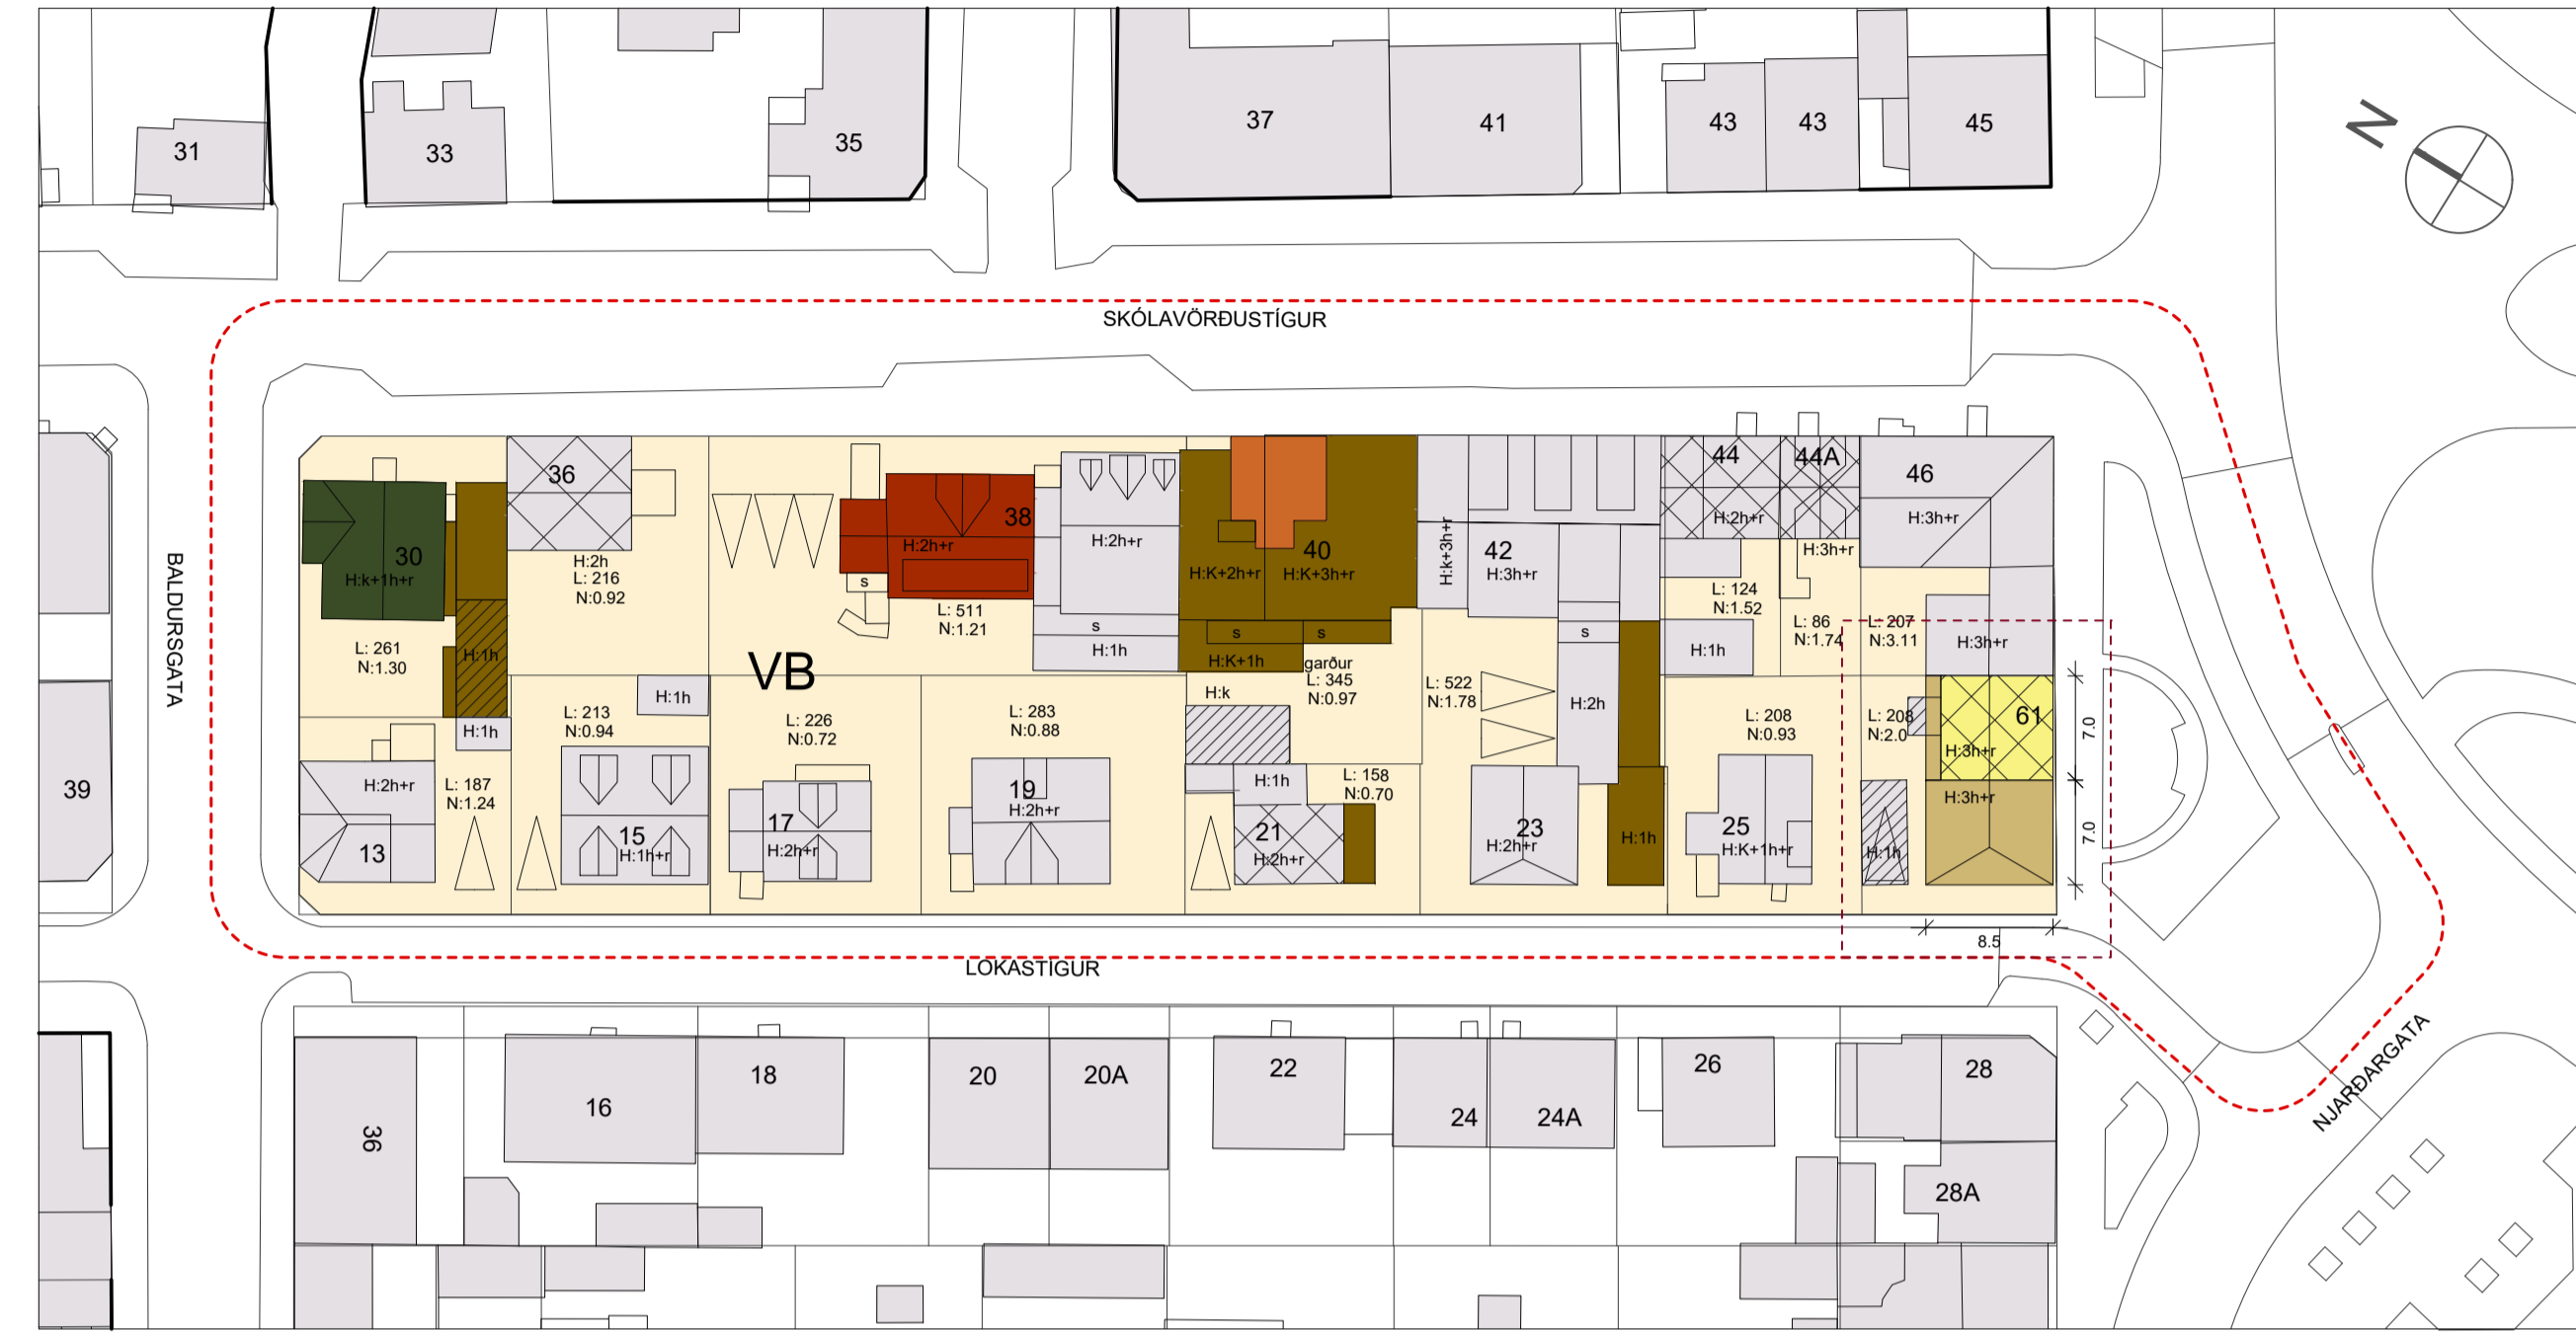 31
33
35
37
41
43
43
45
N
SKÓLAVÖRÐUSTÍGUR
BALDURSGATA
39
30
H:k+1h+r
L: 261
N:1.30
H:1h
H:1h
36
H:2h
L: 216
N:0.92
38
H:2h+r
s
L: 511
N:1.21
H:2h+r
s
H:1h
VB
40
H:K+2h+r
H:K+3h+r
s
s
H:K+1h
garður
L: 345
N:0.97
H:k
H:k+3h+r
42
H:3h+r
s
L: 522
N:1.78
H:2h
44
H:2h+r
44A
H:3h+r
L: 124
N:1.52
H:1h
L: 86
N:1.74
46
H:3h+r
L: 207
N:3.11
H:3h+r
61
L: 208
N:2.0
H:3h+r
H:3h+r
H:1h
7.0
7.0
8.5
H:2h+r
13
L: 187
N:1.24
L: 213
N:0.94
H:1h
15
H:1h+r
L: 226
N:0.72
17
H:2h+r
L: 283
N:0.88
19
H:2h+r
H:1h
L: 158
N:0.70
21
H:2h+r
23
H:2h+r
H:1h
L: 208
N:0.93
25
H:K+1h+r
LOKASTÍGUR
NJARÐARGATA
36
16
18
20
20A
22
24
24A
26
28
28A